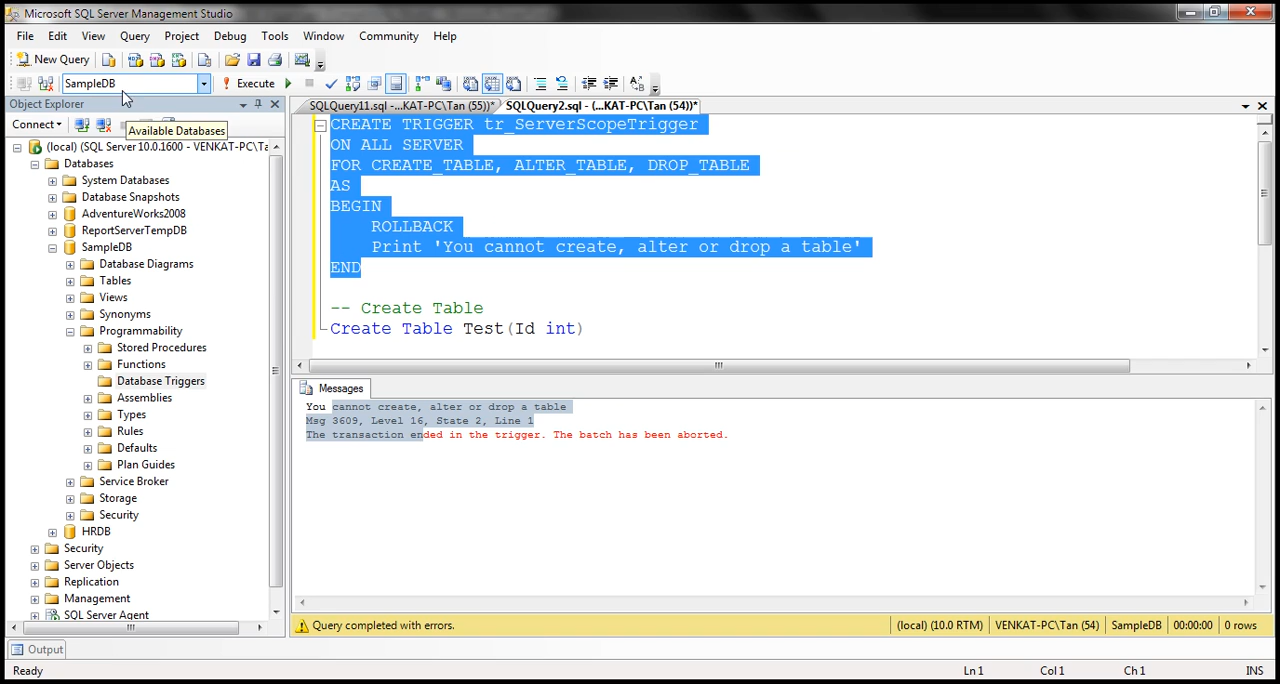 Microsoft SQL Server Management Studio
File Edit View Query Project Debug Tools Window Community Help
New Query
SampleDB Execute
Object Explorer
SQLQuery11.sql -...KAT-PC\Tan (55))* SQLQuery2.sql - (...KAT-PC\Tan (54))*
Connect
Available Databases
(local) (SQL Server 10.0.1600 - VENKAT-PC\Ta
Databases
System Databases
Database Snapshots
AdventureWorks2008
ReportServerTempDB
SampleDB
Database Diagrams
Tables
Views
Synonyms
Programmability
Stored Procedures
Functions
Database Triggers
Assemblies
Types
Rules
Defaults
Plan Guides
Service Broker
Storage
Security
HRDB
Security
Server Objects
Replication
Management
SQL Server Agent
CREATE TRIGGER tr_ServerScopeTrigger
ON ALL SERVER
FOR CREATE_TABLE, ALTER_TABLE, DROP_TABLE
AS
BEGIN
ROLLBACK
Print 'You cannot create, alter or drop a table'
END
-- Create Table
Create Table Test(Id int)
Messages
You cannot create, alter or drop a table
Msg 3609, Level 16, State 2, Line 1
The transaction ended in the trigger. The batch has been aborted.
Query completed with errors. (local) (10.0 RTM) VENKAT-PC\Tan (54) SampleDB 00:00:00 0 rows
Output
Ready Ln 1 Col 1 Ch 1 INS